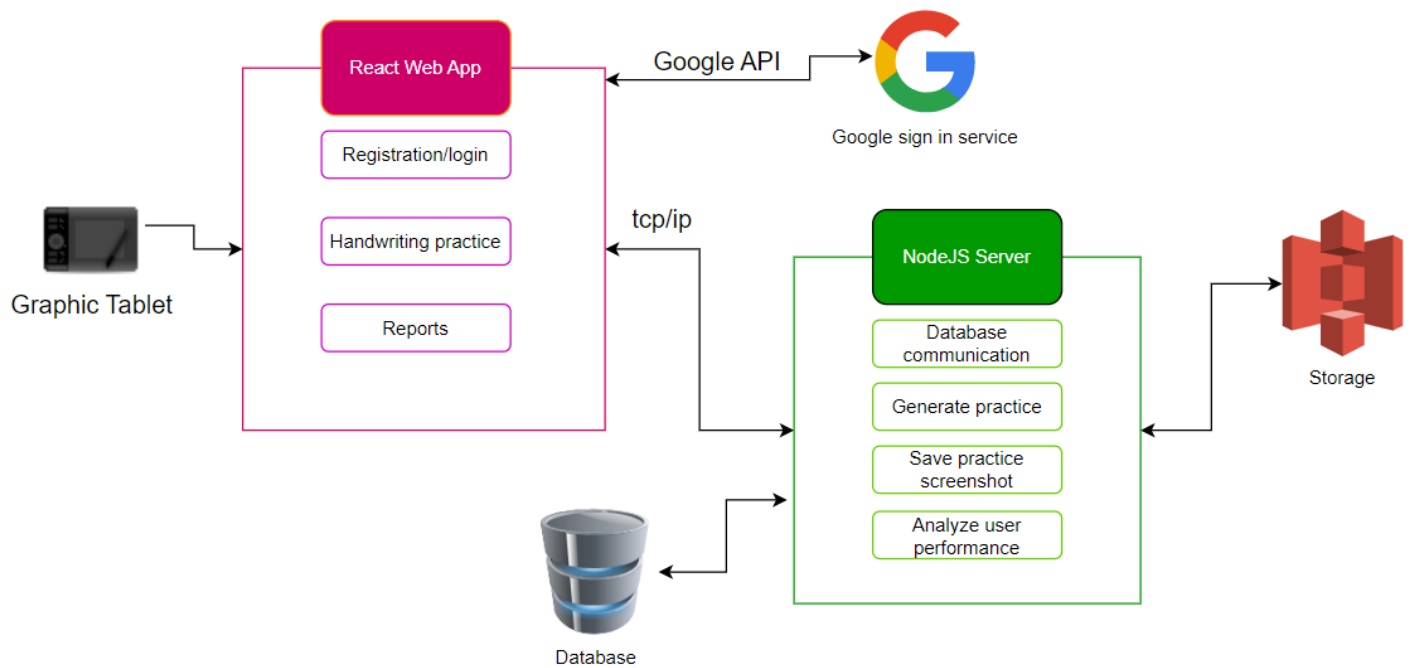 React Web App
Google API
Google sign in service
Registration/login
Handwriting practice
Reports
Graphic Tablet
tcp/ip
NodeJS Server
Database
communication
Generate practice
Save practice
screenshot
Analyze user
performance
Storage
Database